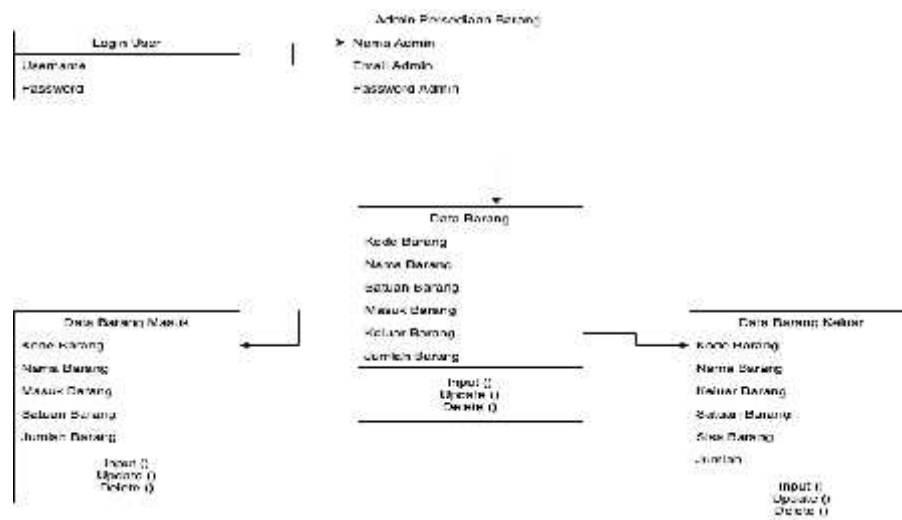 Login User
Username
Password
Admin Persediaan Barang
Nama Admin
Email Admin
Password Admin
Data Barang
Kode Barang
Nama Barang
Satuan Barang
Masuk Barang
Keluar Barang
Jumlah Barang
Input ()
Update ()
Delete ()
Data Barang Masuk
Kode Barang
Nama Barang
Masuk Barang
Satuan Barang
Jumlah Barang
Input ()
Update ()
Delete ()
Data Barang Keluar
Kode Barang
Nama Barang
Keluar Barang
Satuan Barang
Sisa Barang
Jumlah
Input ()
Update ()
Delete ()